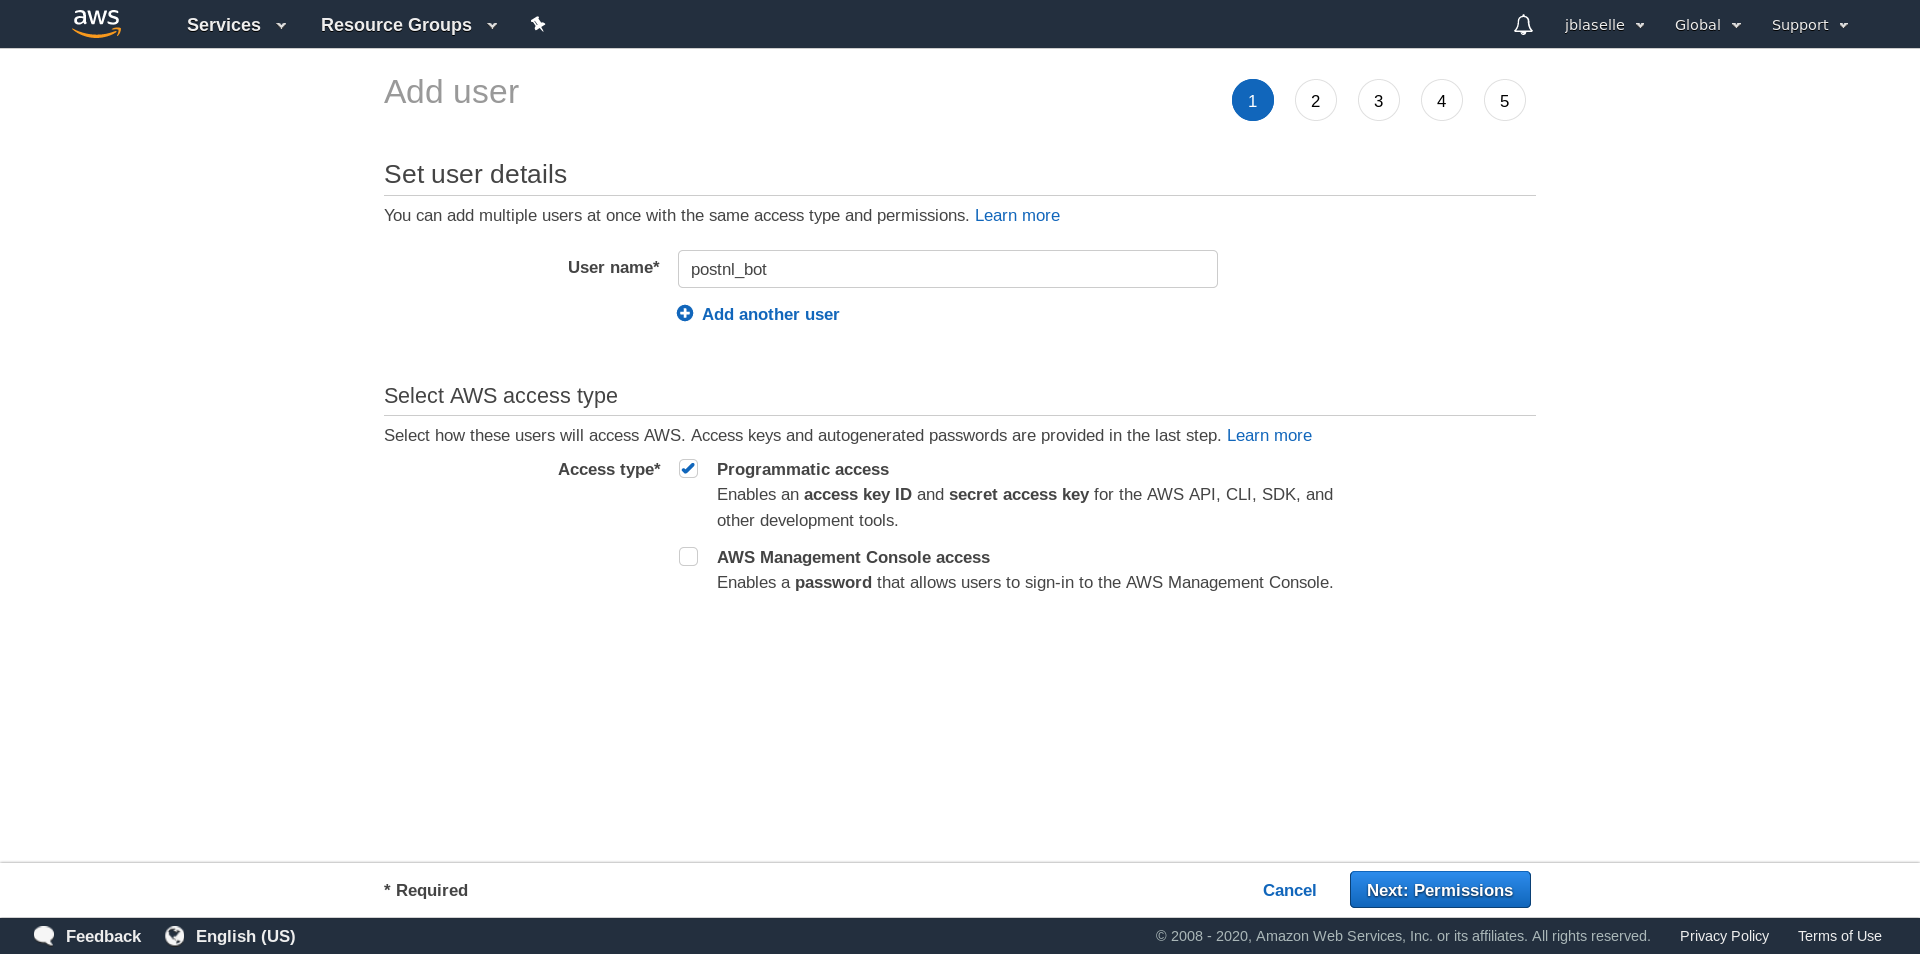 aws Services Resource Groups jblaselle Global Support
Add user 1 2 3 4 5
Set user details
You can add multiple users at once with the same access type and permissions. Learn more
User name* postnl_bot
Add another user
Select AWS access type
Select how these users will access AWS. Access keys and autogenerated passwords are provided in the last step. Learn more
Access type* Programmatic access
Enables an access key ID and secret access key for the AWS API, CLI, SDK, and
other development tools.
AWS Management Console access
Enables a password that allows users to sign-in to the AWS Management Console.
* Required Cancel Next: Permissions
Feedback English (US) © 2008 - 2020, Amazon Web Services, Inc. or its affiliates. All rights reserved. Privacy Policy Terms of Use